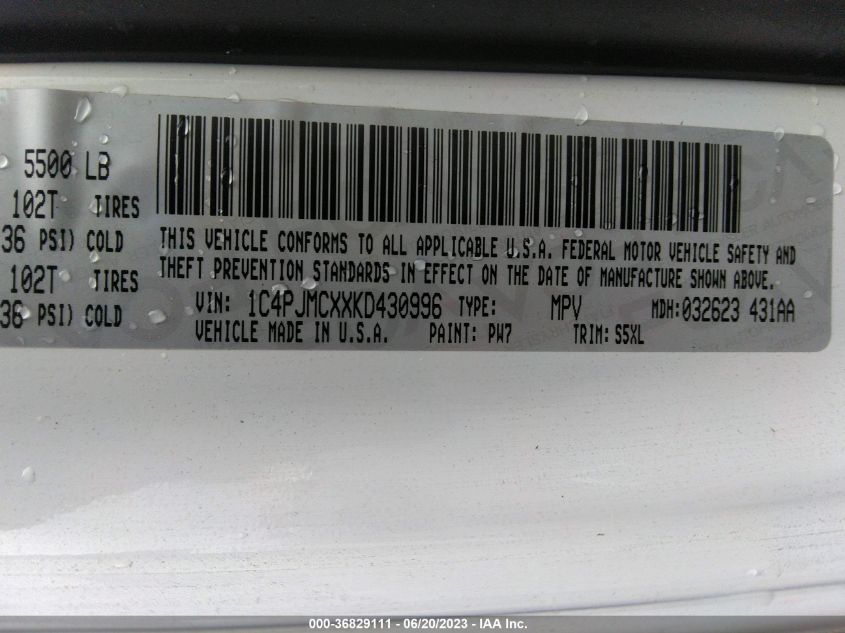 5500 LB
102T TIRES
36 PSI) COLD
102T TIRES
36 PSI) COLD
THIS VEHICLE CONFORMS TO ALL APPLICABLE U.S.A. FEDERAL MOTOR VEHICLE SAFETY AND
THEFT PREVENTION STANDARDS IN EFFECT ON THE DATE OF MANUFACTURE SHOWN ABOVE.
VIN: 1C4PJMCXXKD430996 TYPE: MPV MDH:032623 431AA
VEHICLE MADE IN U.S.A. PAINT: PW7 TRIM: S5XL
000-36829111 - 06/20/2023 - IAA Inc.